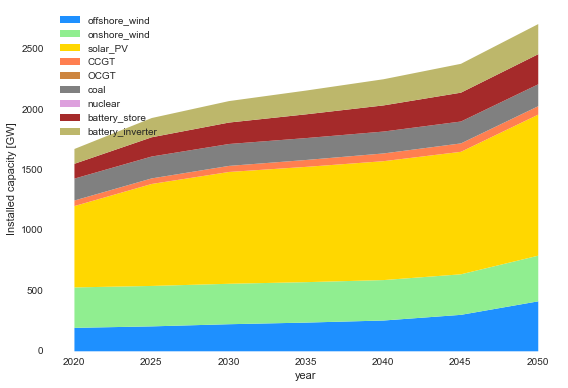 offshore_wind
onshore_wind
solar_PV
CCGT
OCGT
coal
nuclear
battery_store
battery_inverter
Installed capacity [GW]
2500
2000
1500
1000
500
0
2020 2025 2030 2035 2040 2045 2050
year